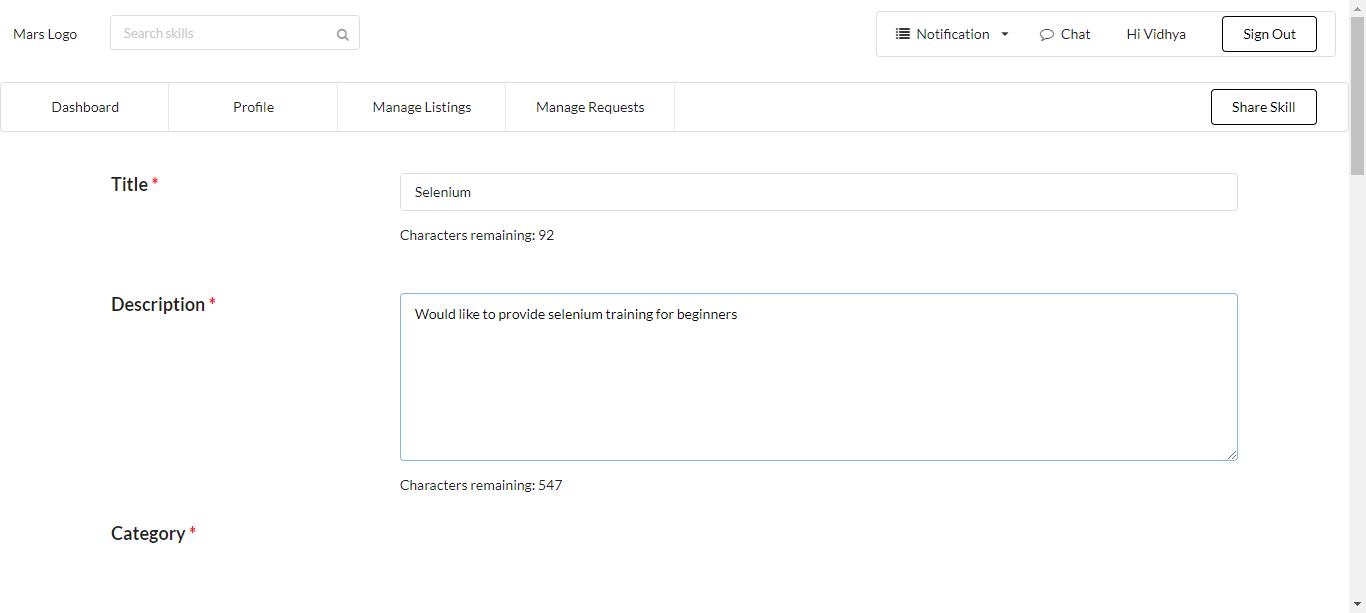 Mars Logo
Search skills
Notification
Chat
Hi Vidhya
Sign Out
Dashboard
Profile
Manage Listings
Manage Requests
Share Skill
Title *
Selenium
Characters remaining: 92
Description *
Would like to provide selenium training for beginners
Characters remaining: 547
Category *